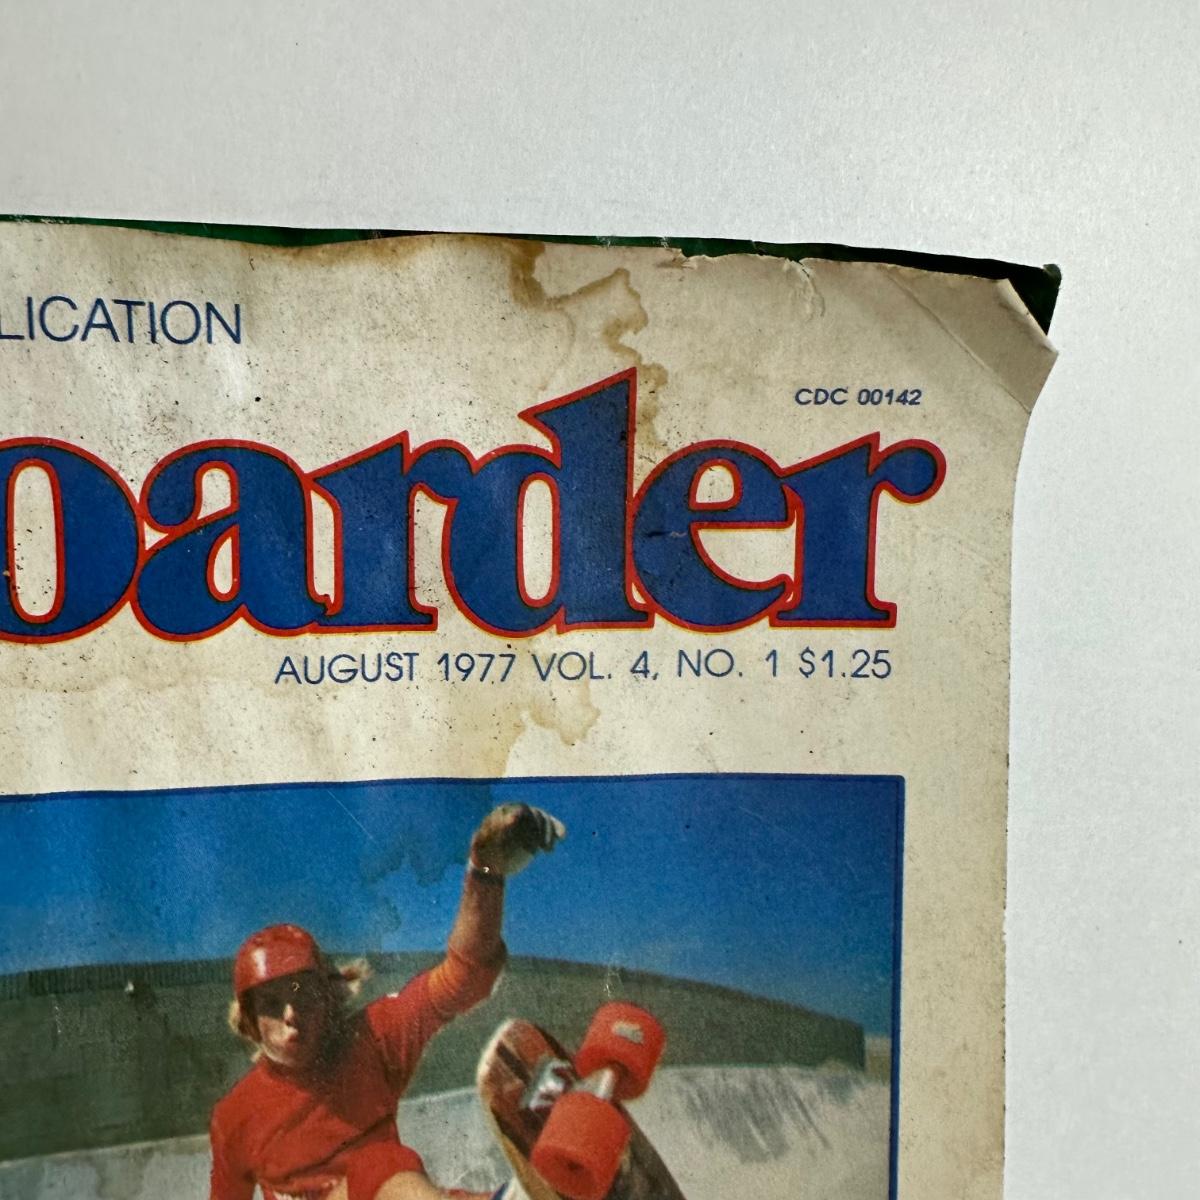 LICATION
CDC 00142
oarder
AUGUST 1977 VOL. 4, NO. 1 $1.25